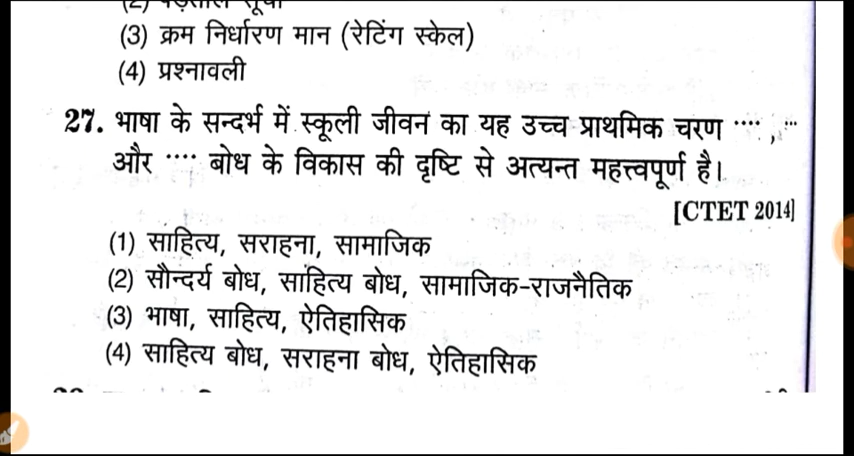 (3) क्रम निर्धारण मान (रेटिंग स्केल)
(4) प्रश्नावली
27. भाषा के सन्दर्भ में स्कूली जीवन का यह उच्च प्राथमिक चरण ···· , ···
और ···· बोध के विकास की दृष्टि से अत्यन्त महत्त्वपूर्ण है।
[CTET 2014]
(1) साहित्य, सराहना, सामाजिक
(2) सौन्दर्य बोध, साहित्य बोध, सामाजिक-राजनैतिक
(3) भाषा, साहित्य, ऐतिहासिक
(4) साहित्य बोध, सराहना बोध, ऐतिहासिक